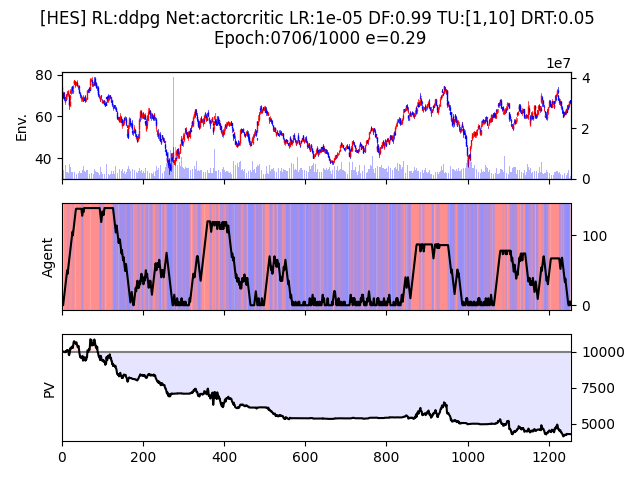 [HES] RL:ddpg Net:actorcritic LR:1e-05 DF:0.99 TU:[1,10] DRT:0.05
Epoch:0706/1000 e=0.29
1e7
80
60
40
Env.
4
2
0
Agent
100
0
PV
10000
7500
5000
0 200 400 600 800 1000 1200